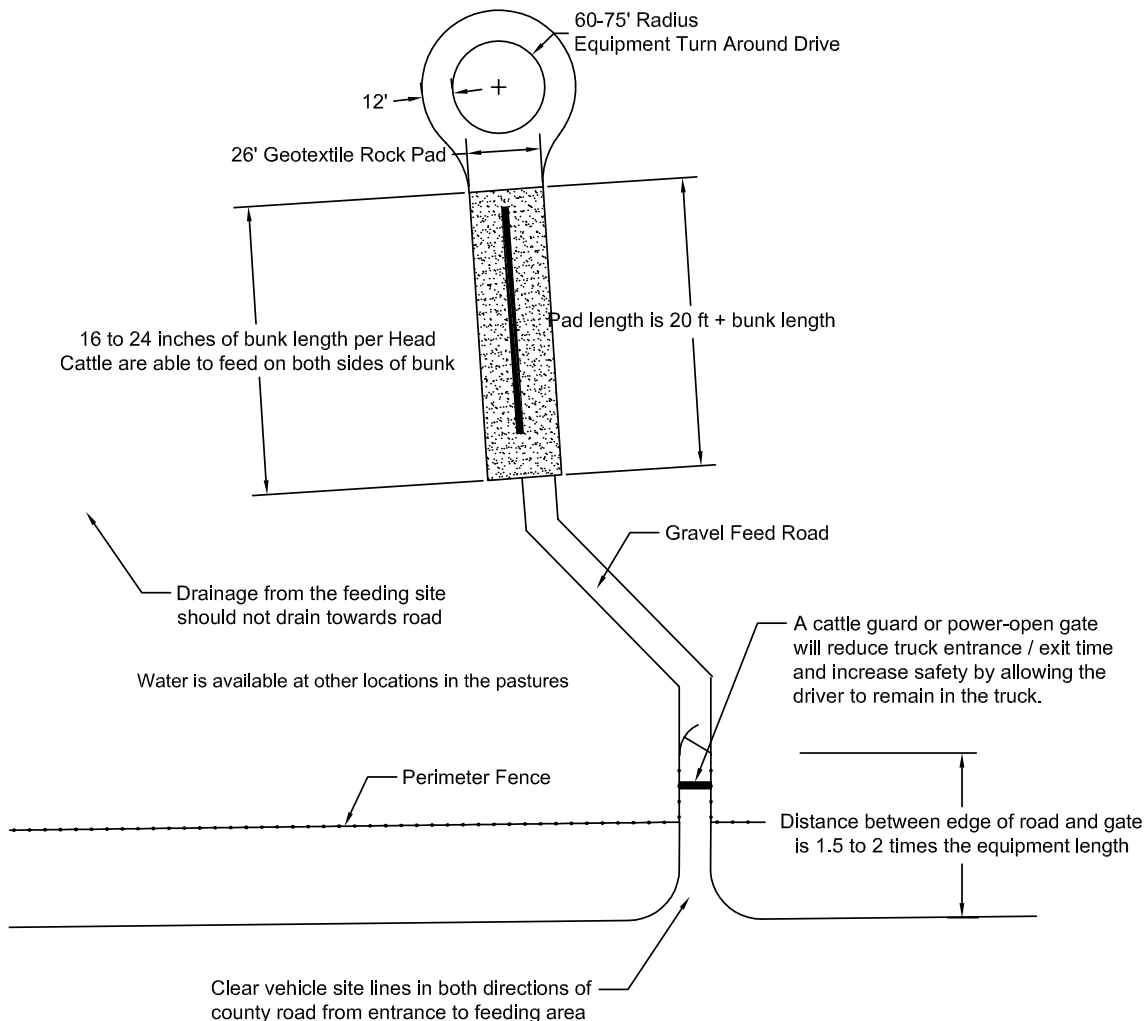 60-75' Radius
Equipment Turn Around Drive
12'
26' Geotextile Rock Pad
16 to 24 inches of bunk length per Head
Cattle are able to feed on both sides of bunk
Pad length is 20 ft + bunk length
Gravel Feed Road
Drainage from the feeding site
should not drain towards road
A cattle guard or power-open gate
will reduce truck entrance / exit time
and increase safety by allowing the
driver to remain in the truck.
Water is available at other locations in the pastures
Perimeter Fence
Distance between edge of road and gate
is 1.5 to 2 times the equipment length
Clear vehicle site lines in both directions of
county road from entrance to feeding area